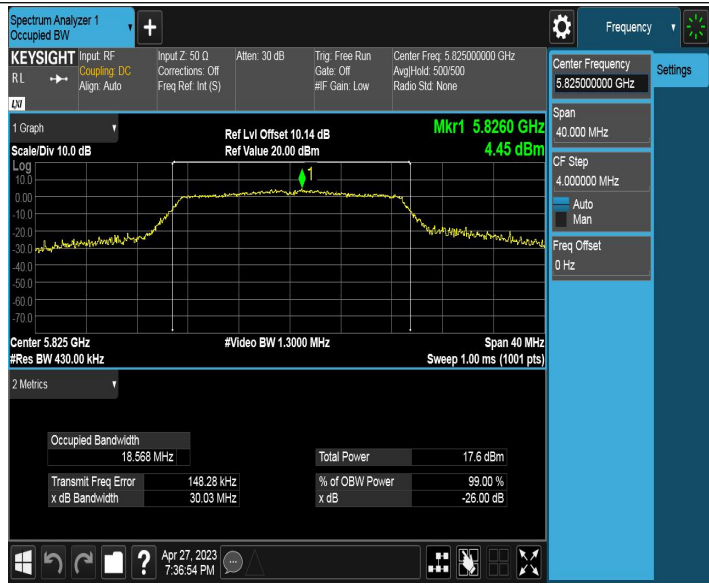 Spectrum Analyzer 1
Occupied BW
+
Frequency
KEYSIGHT
RL
LXI
Input: RF
Coupling: DC
Align: Auto
Input Z: 50 Ω
Corrections: Off
Freq Ref: Int (S)
Atten: 30 dB
Trig: Free Run
Gate: Off
#IF Gain: Low
Center Freq: 5.825000000 GHz
Avg|Hold: 500/500
Radio Std: None
Center Frequency
5.825000000 GHz
Settings
Span
40.000 MHz
CF Step
4.000000 MHz
Auto
Man
Freq Offset
0 Hz
1 Graph
Scale/Div 10.0 dB
Ref Lvl Offset 10.14 dB
Ref Value 20.00 dBm
Mkr1 5.8260 GHz
4.45 dBm
Log
10.0
0.00
-10.0
-20.0
-30.0
-40.0
-50.0
-60.0
-70.0
1
Center 5.825 GHz
#Res BW 430.00 kHz
#Video BW 1.3000 MHz
Span 40 MHz
Sweep 1.00 ms (1001 pts)
2 Metrics
Occupied Bandwidth
18.568 MHz
Transmit Freq Error 148.28 kHz
x dB Bandwidth 30.03 MHz
Total Power 17.6 dBm
% of OBW Power 99.00 %
x dB -26.00 dB
?
Apr 27, 2023
7:36:54 PM